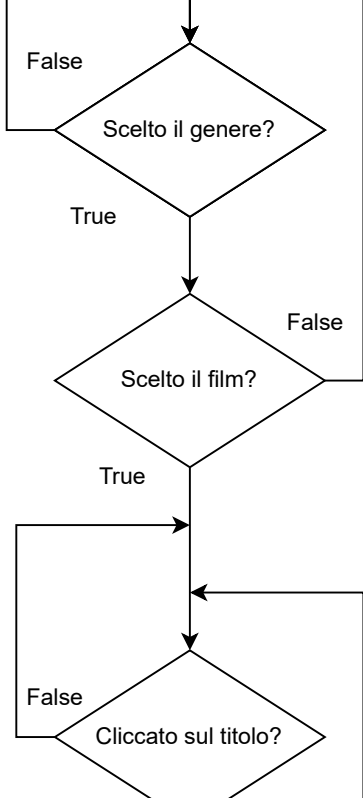 False
Scelto il genere?
True
False
Scelto il film?
True
False
Cliccato sul titolo?